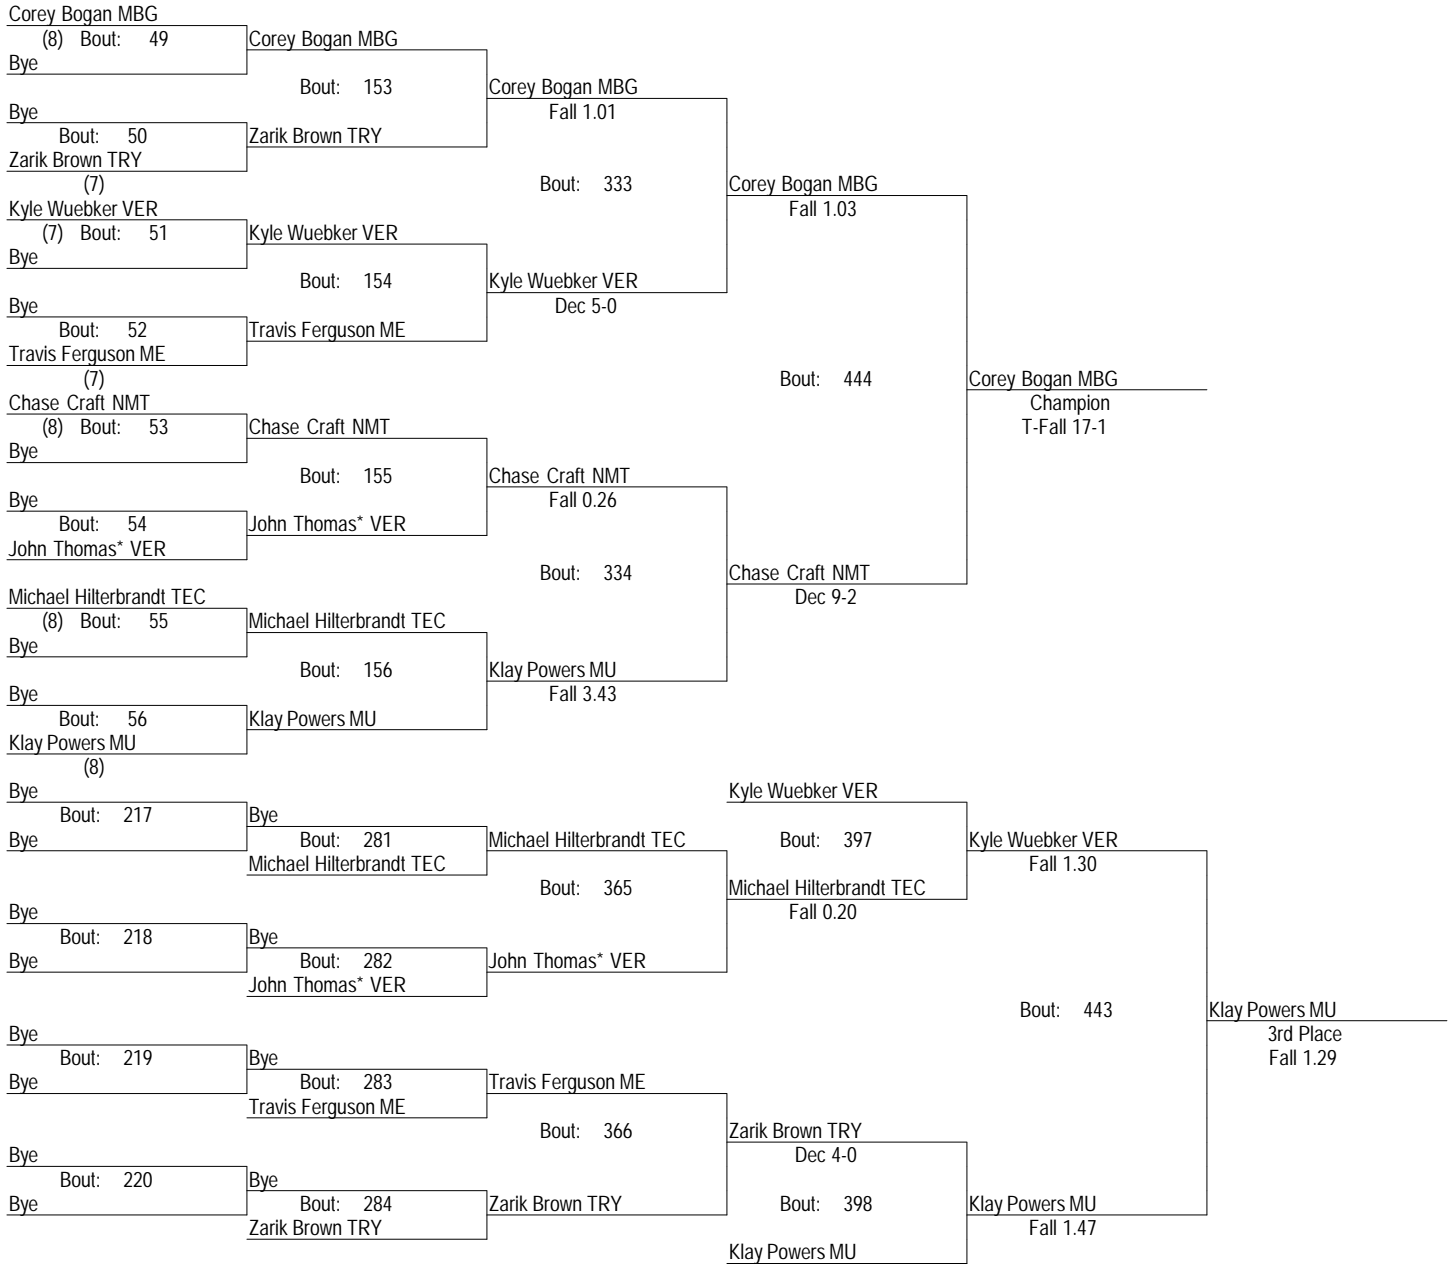 Corey Bogan MBG
(8) Bout: 49 Corey Bogan MBG
Bye
Bout: 153 Corey Bogan MBG
Bye Fall 1.01
Bout: 50 Zarik Brown TRY
Zarik Brown TRY
(7) Bout: 333 Corey Bogan MBG
Kyle Wuebker VER Fall 1.03
(7) Bout: 51 Kyle Wuebker VER
Bye
Bout: 154 Kyle Wuebker VER
Bye Dec 5-0
Bout: 52 Travis Ferguson ME
Travis Ferguson ME
(7) Bout: 444 Corey Bogan MBG
Chase Craft NMT Champion
(8) Bout: 53 Chase Craft NMT T-Fall 17-1
Bye
Bout: 155 Chase Craft NMT
Bye Fall 0.26
Bout: 54 John Thomas* VER
John Thomas* VER
Bout: 334 Chase Craft NMT
Michael Hilterbrandt TEC Dec 9-2
(8) Bout: 55 Michael Hilterbrandt TEC
Bye
Bout: 156 Klay Powers MU
Bye Fall 3.43
Bout: 56 Klay Powers MU
Klay Powers MU
(8)
Bye Kyle Wuebker VER
Bout: 217 Bye
Bye Bout: 281 Michael Hilterbrandt TEC Bout: 397 Kyle Wuebker VER
Michael Hilterbrandt TEC Fall 1.30
Bout: 365 Michael Hilterbrandt TEC
Bye Fall 0.20
Bout: 218 Bye
Bye Bout: 282 John Thomas* VER
John Thomas* VER
Bout: 443 Klay Powers MU
Bye 3rd Place
Bout: 219 Bye Fall 1.29
Bye Bout: 283 Travis Ferguson ME
Travis Ferguson ME
Bout: 366 Zarik Brown TRY
Bye Dec 4-0
Bout: 220 Bye
Bye Bout: 284 Zarik Brown TRY Bout: 398 Klay Powers MU
Zarik Brown TRY Fall 1.47
Klay Powers MU